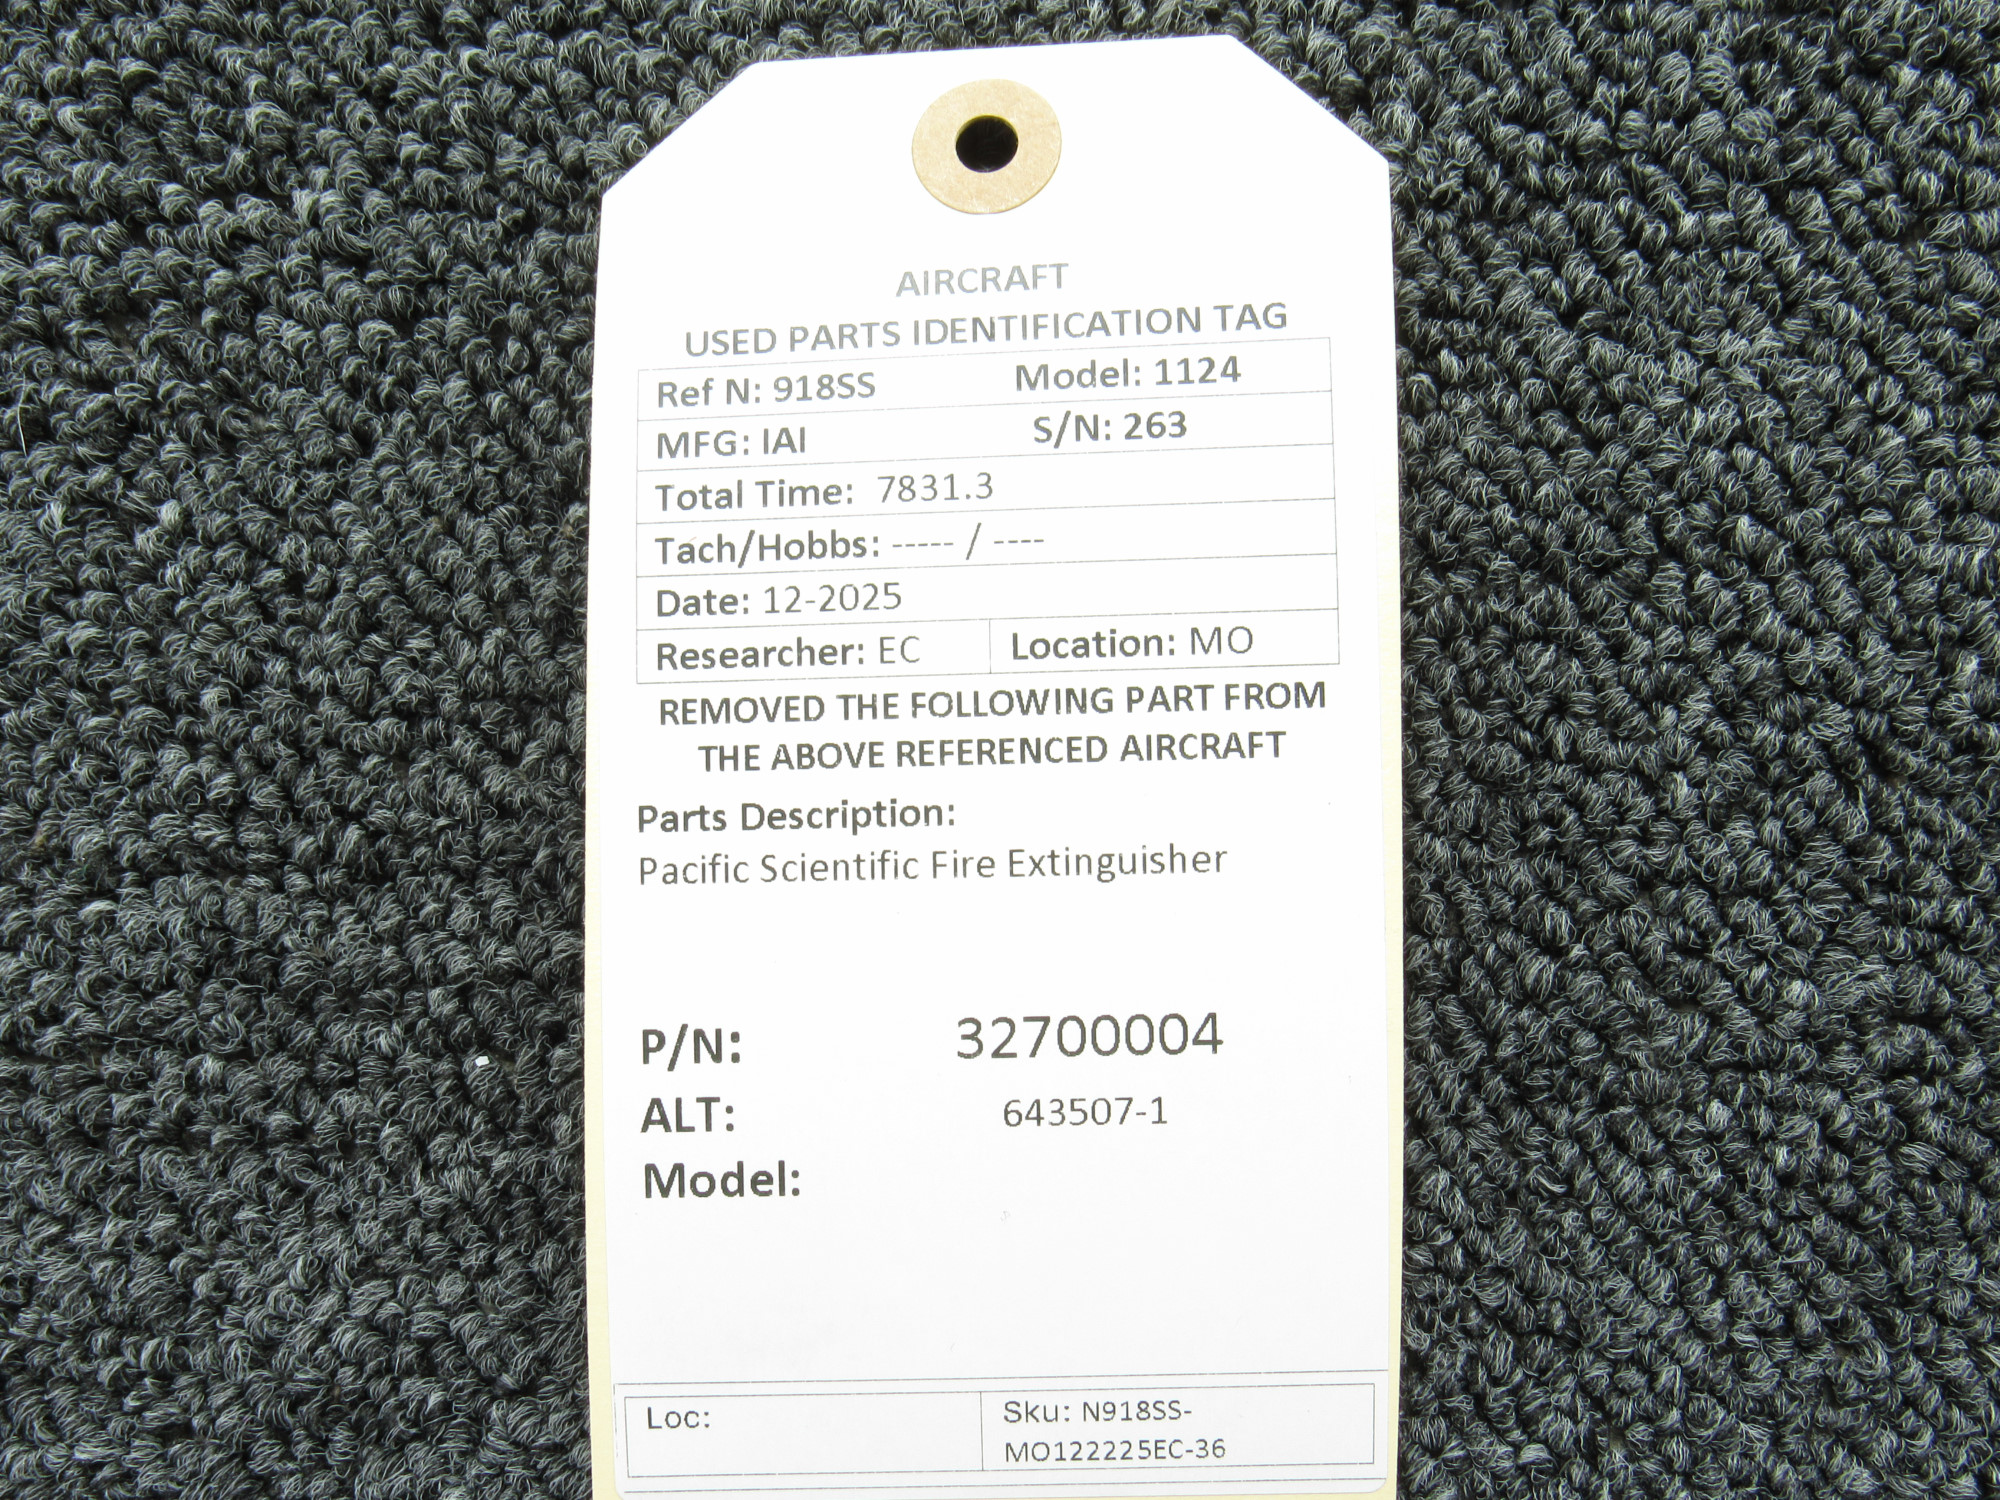 AIRCRAFT
USED PARTS IDENTIFICATION TAG
Ref N: 918SS Model: 1124
MFG: IAI S/N: 263
Total Time: 7831.3
Tach/Hobbs: ----- / ----
Date: 12-2025
Researcher: EC Location: MO
REMOVED THE FOLLOWING PART FROM
THE ABOVE REFERENCED AIRCRAFT
Parts Description:
Pacific Scientific Fire Extinguisher
P/N: 32700004
ALT: 643507-1
Model:
Loc: Sku: N918SS-
MO122225EC-36